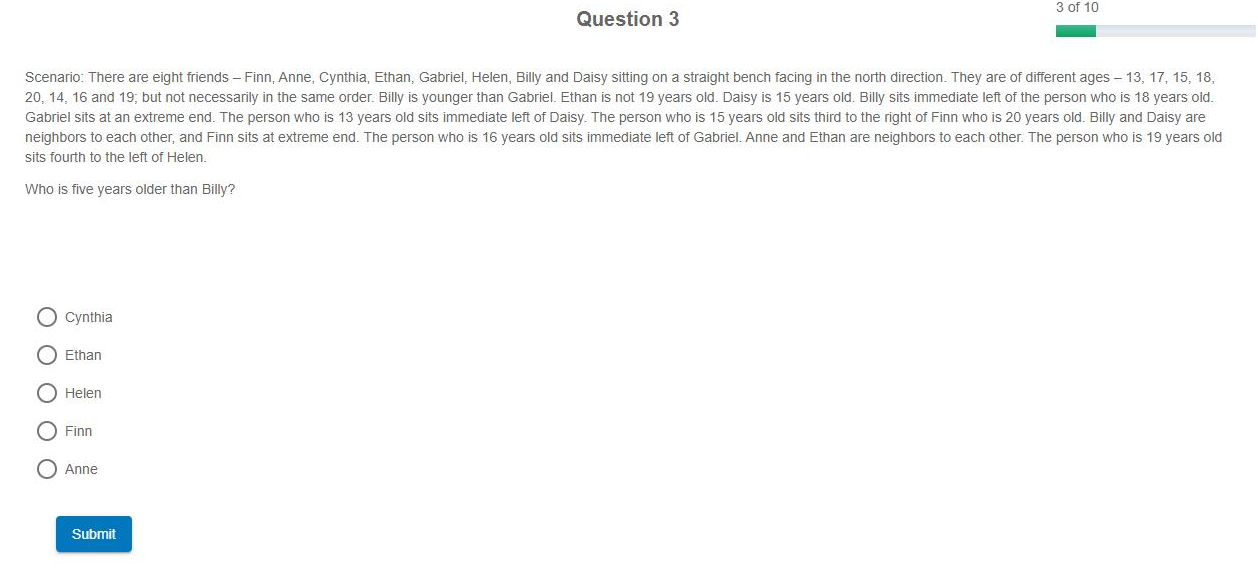 Question 3
3 of 10
Scenario: There are eight friends – Finn, Anne, Cynthia, Ethan, Gabriel, Helen, Billy and Daisy sitting on a straight bench facing in the north direction. They are of different ages – 13, 17, 15, 18,
20, 14, 16 and 19; but not necessarily in the same order. Billy is younger than Gabriel. Ethan is not 19 years old. Daisy is 15 years old. Billy sits immediate left of the person who is 18 years old.
Gabriel sits at an extreme end. The person who is 13 years old sits immediate left of Daisy. The person who is 15 years old sits third to the right of Finn who is 20 years old. Billy and Daisy are
neighbors to each other, and Finn sits at extreme end. The person who is 16 years old sits immediate left of Gabriel. Anne and Ethan are neighbors to each other. The person who is 19 years old
sits fourth to the left of Helen.
Who is five years older than Billy?
Cynthia
Ethan
Helen
Finn
Anne
Submit